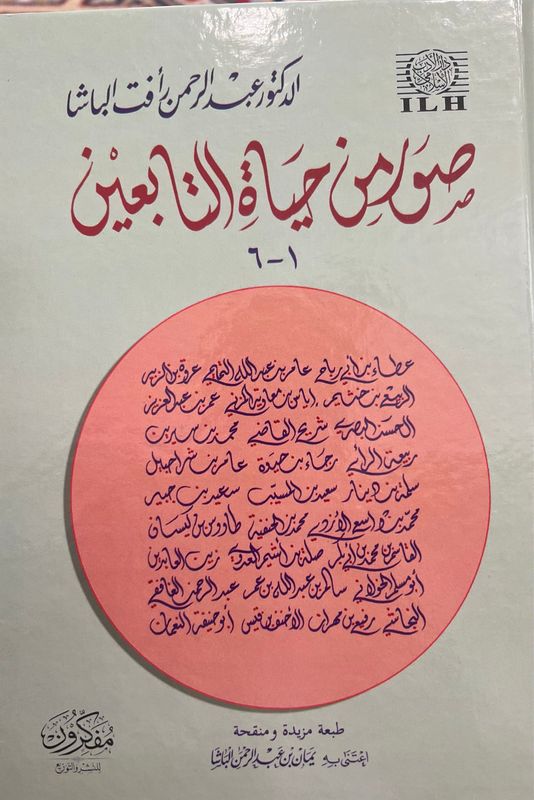 الدكتور عبد الرحمن رأفت الباشا
ILH
صور من حياة التابعين
١-٦
عطاء بن أبي رباح عامر بن عبد الله التميمي عروة بن الزبير
الربيع بن خثيم إياس بن معاوية المزني عمر بن عبد العزيز
الحسن البصري شريح القاضي محمد بن سيرين
ربيعة الرأي رجاء بن حيوة عامر بن شراحبيل
سلمة بن دينار سعيد بن المسيب سعيد بن جبير
محمد بن واسع الأزدي محمد بن الحنفية طاووس بن كيسان
القاسم بن محمد بن أبي بكر صلة بن أشيم العدوي زين العابدين
أبو مسلم الخولاني سالم بن عبد الله بن عمر عبد الرحمن الغافقي
النجاشي رفيع بن مهران الأحنف بن قيس أبو حنيفة النعمان
طبعة مزيدة ومنقحة
اعتنى به يمان بن عبد الرحمن الباشا
مفكرون
للنشر والتوزيع